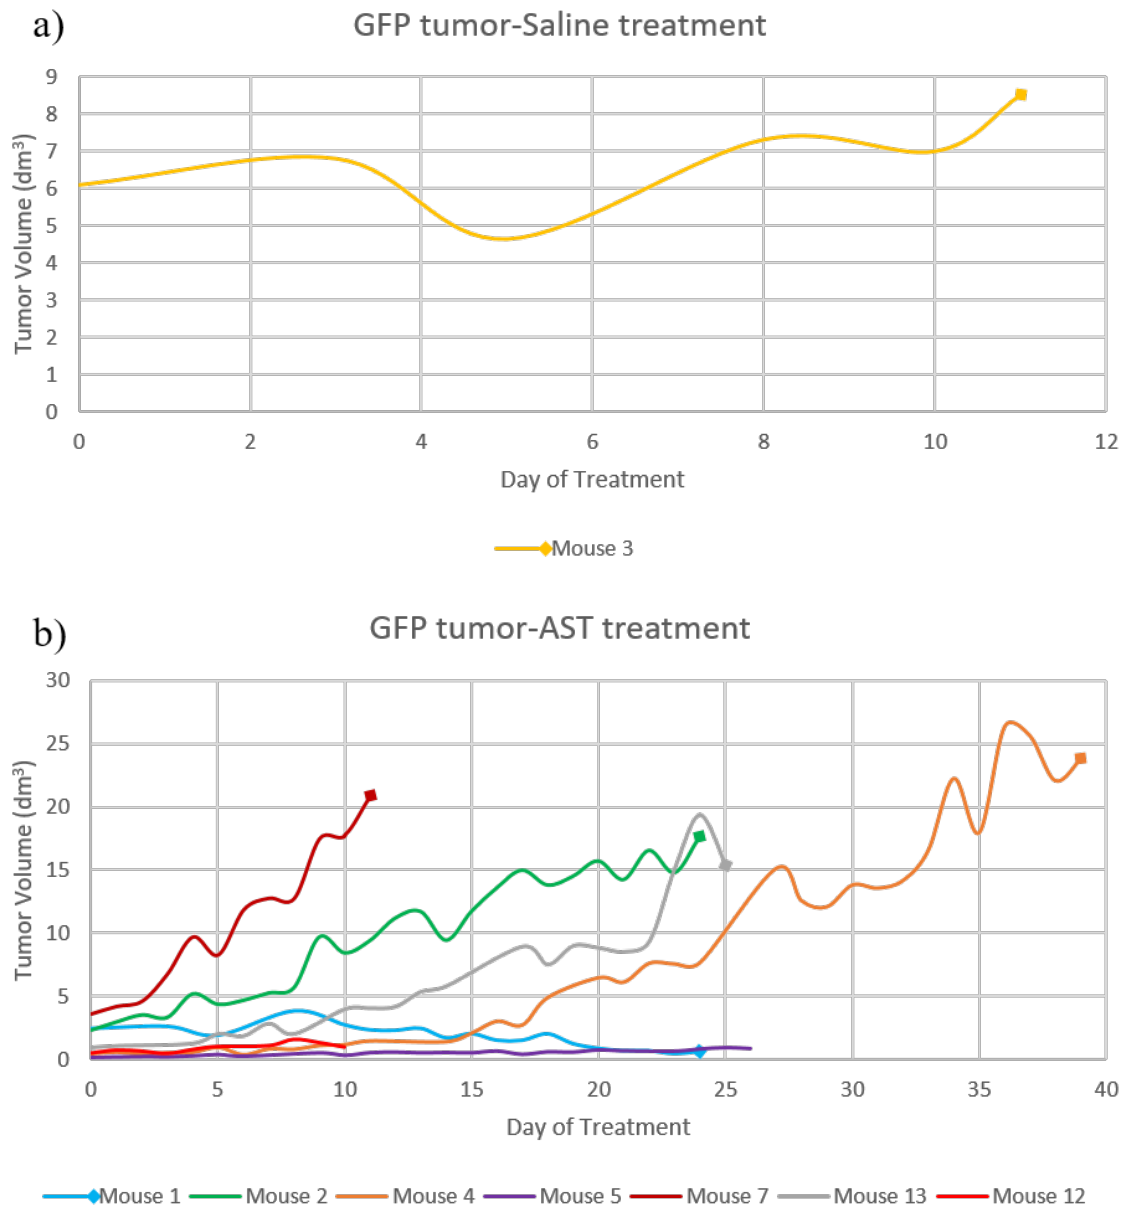 a)
GFP tumor-Saline treatment
Tumor Volume (dm³)
9
8
7
6
5
4
3
2
1
0
0 2 4 6 8 10 12
Day of Treatment
Mouse 3
b)
GFP tumor-AST treatment
Tumor Volume (dm³)
30
25
20
15
10
5
0
0 5 10 15 20 25 30 35 40
Day of Treatment
Mouse 1 Mouse 2 Mouse 4 Mouse 5 Mouse 7 Mouse 13 Mouse 12